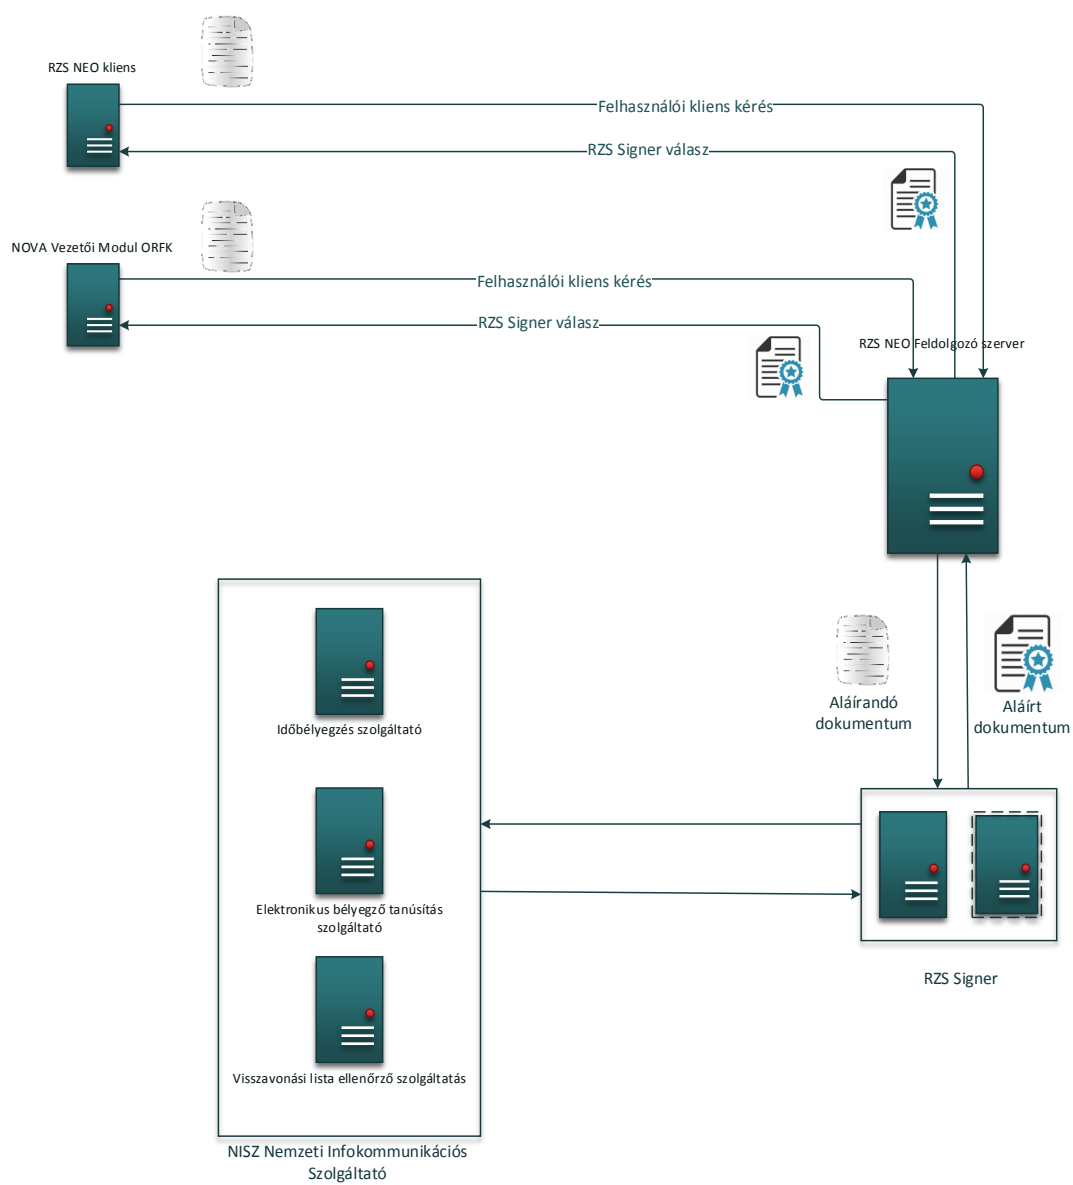 RZS NEO kliens
Felhasználói kliens kérés
RZS Signer válasz
NOVA Vezetői Modul ORFK
Felhasználói kliens kérés
RZS Signer válasz
RZS NEO Feldolgozó szerver
Aláírandó
dokumentum
Aláírt
dokumentum
Időbélyegzés szolgáltató
Elektronikus bélyegző tanúsítás
szolgáltató
RZS Signer
Visszavonási lista ellenőrző szolgáltatás
NISZ Nemzeti Infokommunikációs
Szolgáltató